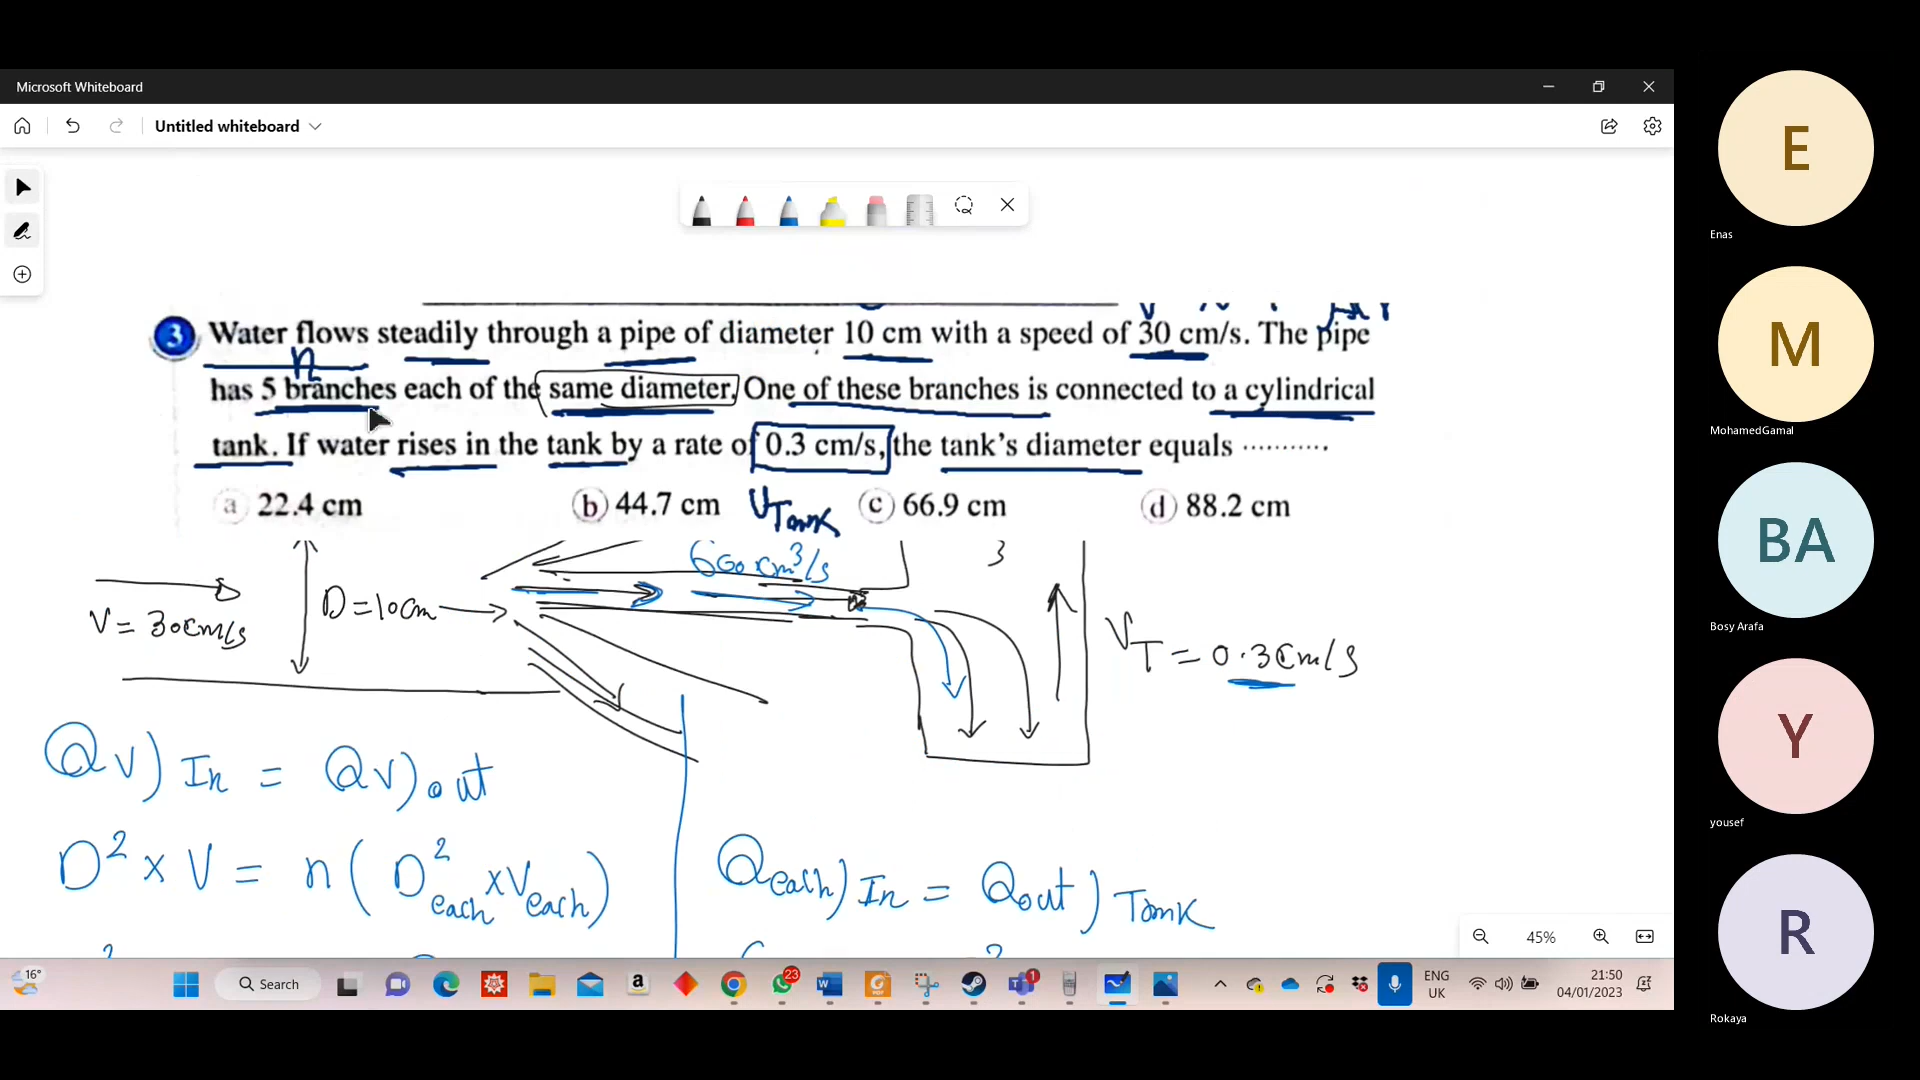 Microsoft Whiteboard
Untitled whiteboard
3 Water flows steadily through a pipe of diameter 10 cm with a speed of 30 cm/s. The pipe
n
has 5 branches each of the same diameter. One of these branches is connected to a cylindrical
tank. If water rises in the tank by a rate of 0.3 cm/s, the tank's diameter equals ..........
a 22.4 cm b 44.7 cm c 66.9 cm d 88.2 cm
VTank
600 cm³/s
3
V = 30cm/s
D = 10cm
VT = 0.3cm/s
Qv) In = Qv) out
D² × V = n ( D²each × Veach )
Qeach) In = Qout) Tank
2
2
45%
16°
Search
23
1
ENG
UK
21:50
04/01/2023
E
Enas
M
MohamedGamal
BA
Bosy Arafa
Y
yousef
R
Rokaya